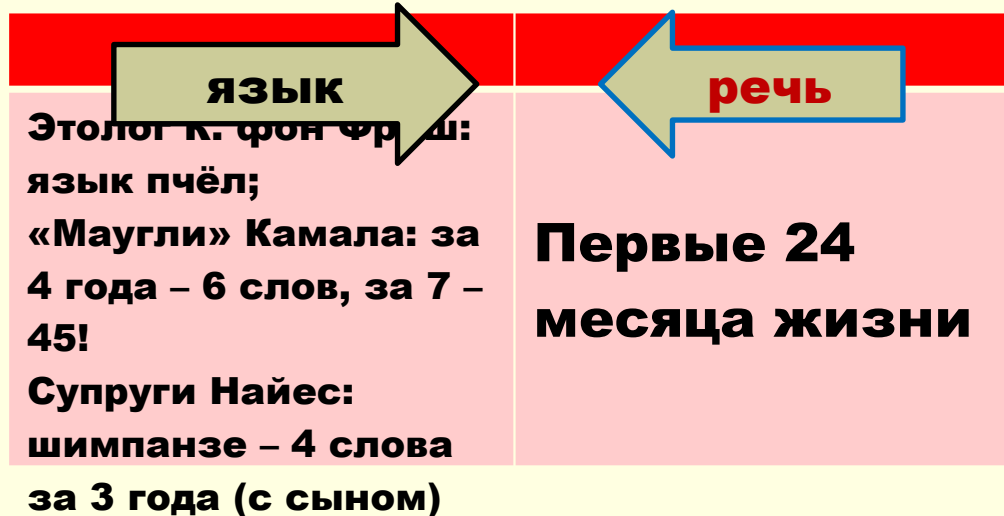 язык
речь
Этолог К. фон Фриш:
язык пчёл;
«Маугли» Камала: за
4 года – 6 слов, за 7 –
45!
Супруги Найес:
шимпанзе – 4 слова
за 3 года (с сыном)
Первые 24
месяца жизни